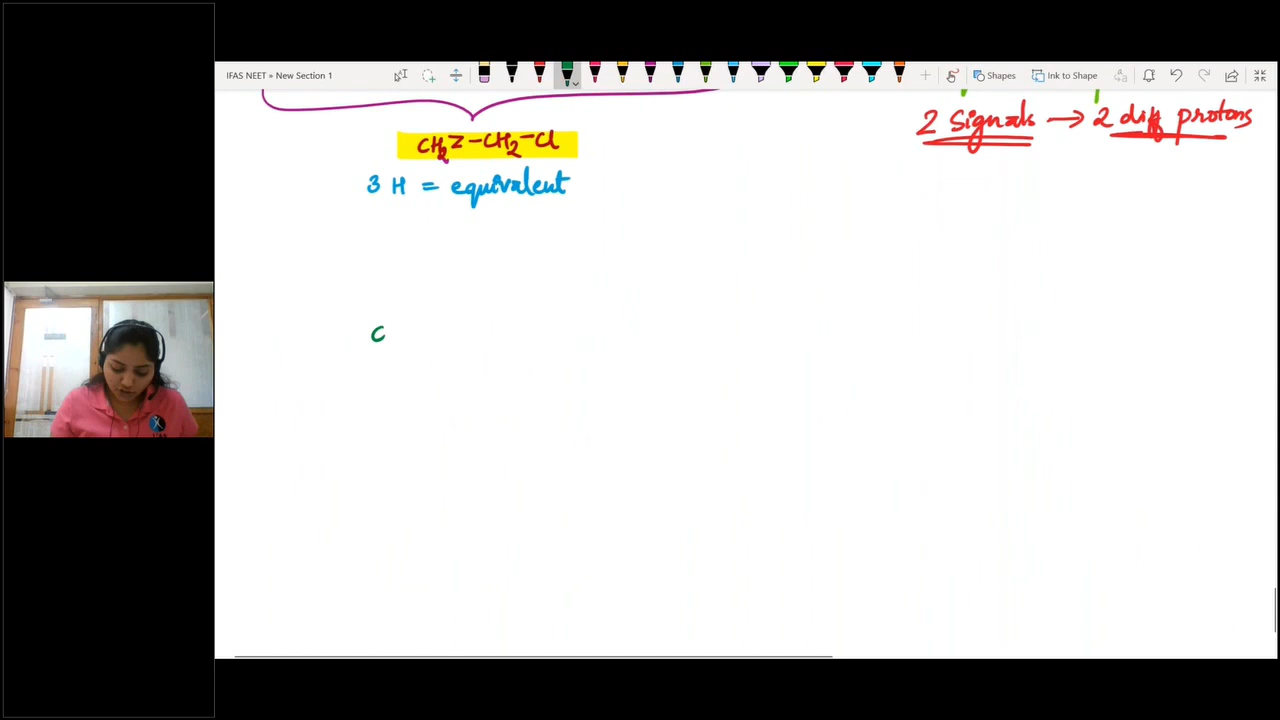 IFAS NEET » New Section 1
Shapes
Ink to Shape
2 Signals → 2 diff protons
CH2Z-CH2-Cl
3 H = equivalent
C